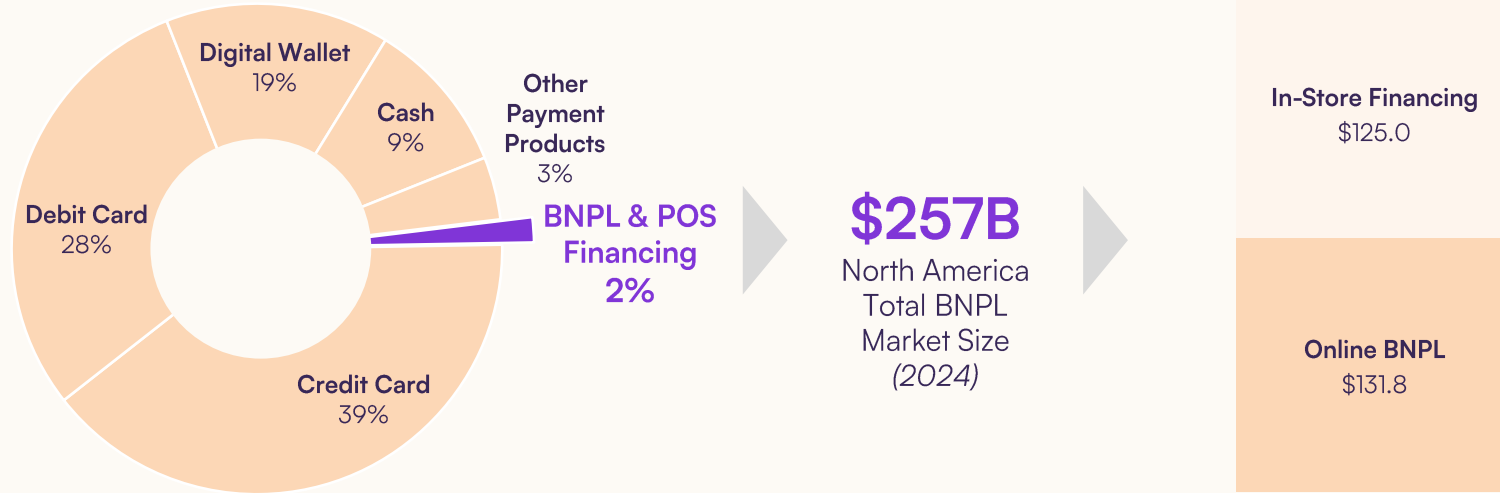 Digital Wallet
19%
Cash
9%
Other
Payment
Products
3%
Debit Card
28%
BNPL & POS
Financing
2%
Credit Card
39%
$257B
North America
Total BNPL
Market Size
(2024)
In-Store Financing
$125.0
Online BNPL
$131.8